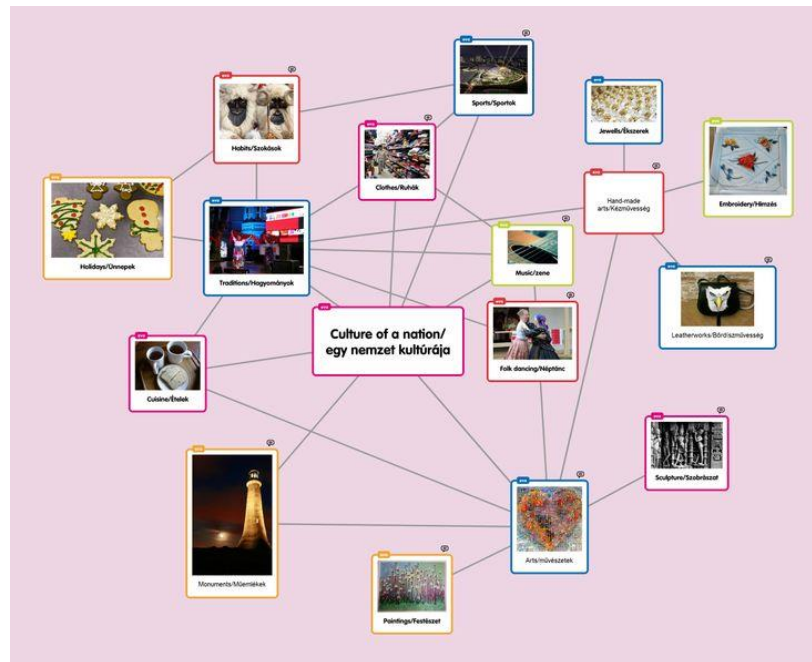 Sports/Sportok
Habits/Szokások
Jewells/Ékszerek
Clothes/Ruhák
Hand-made
arts/Kézművesség
Embroidery/Hímzés
Holidays/Ünnepek
Traditions/Hagyományok
Music/zene
Culture of a nation/
egy nemzet kultúrája
Leatherworks/Bőrdíszművesség
Folk dancing/Néptánc
Cuisine/Ételek
Sculpture/Szobrászat
Monuments/Műemlékek
Arts/művészetek
Paintings/Festészet